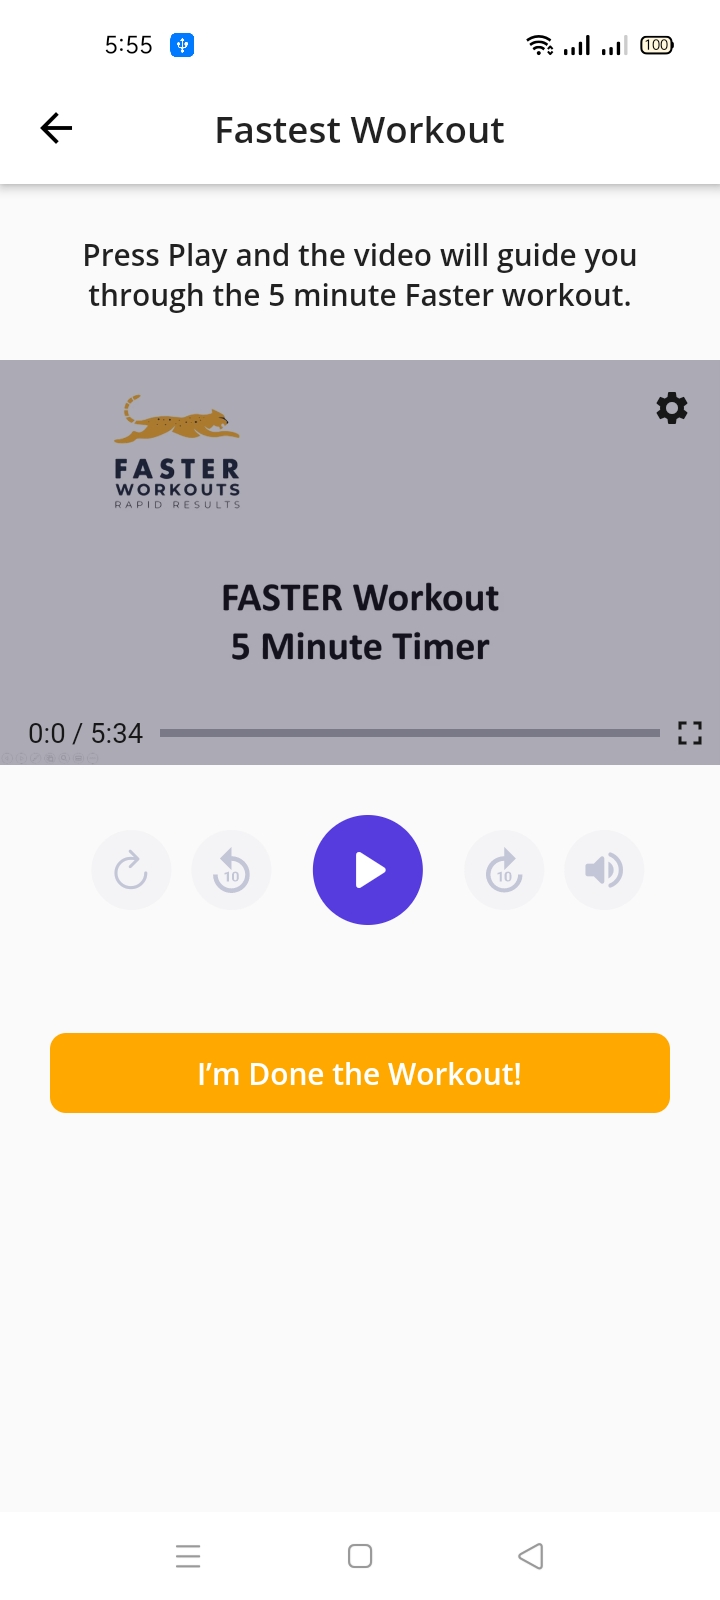 5:55
100
Fastest Workout
Press Play and the video will guide you
through the 5 minute Faster workout.
FASTER
WORKOUTS
RAPID RESULTS
FASTER Workout
5 Minute Timer
0:0 / 5:34
10
10
I'm Done the Workout!